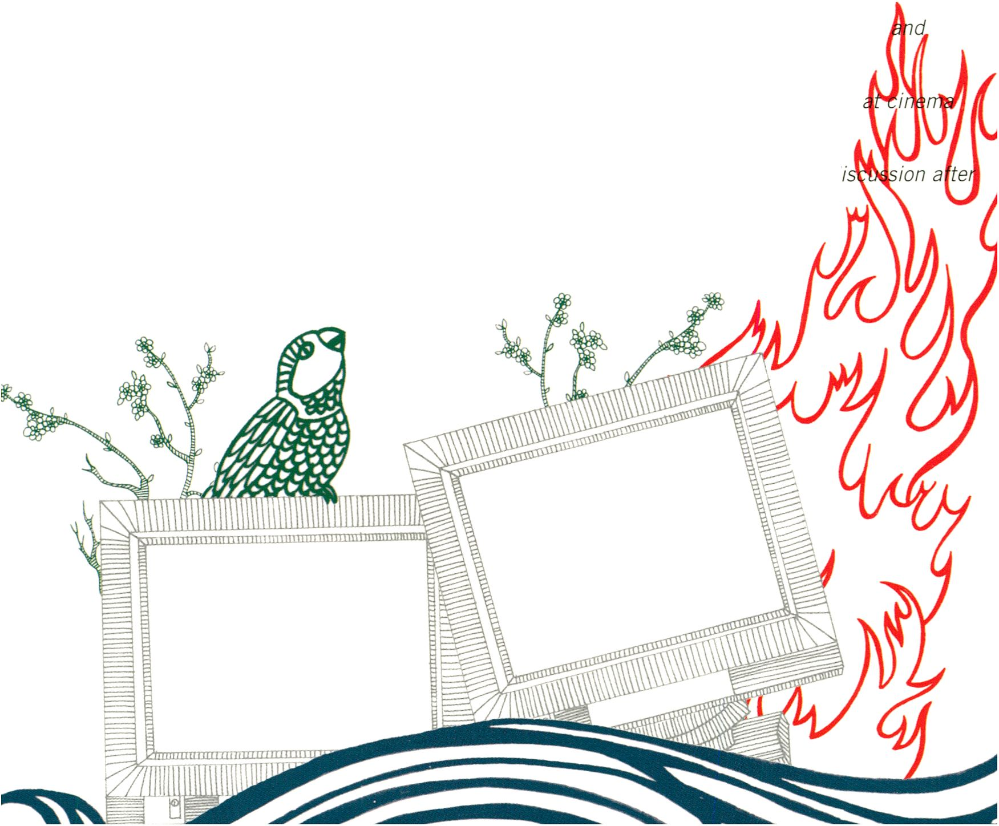 and
at cinema
iscussion after